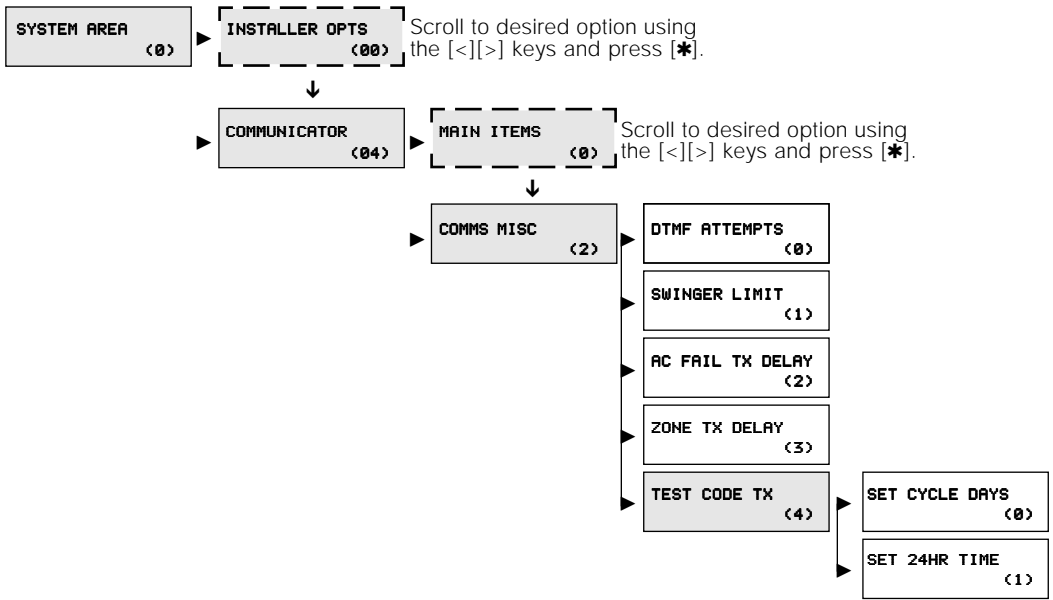 SYSTEM AREA
(0)
INSTALLER OPTS
(00)
Scroll to desired option using
the [<][>] keys and press [✱].
COMMUNICATOR
(04)
MAIN ITEMS
(0)
Scroll to desired option using
the [<][>] keys and press [✱].
COMMS MISC
(2)
DTMF ATTEMPTS
(0)
SWINGER LIMIT
(1)
AC FAIL TX DELAY
(2)
ZONE TX DELAY
(3)
TEST CODE TX
(4)
SET CYCLE DAYS
(0)
SET 24HR TIME
(1)